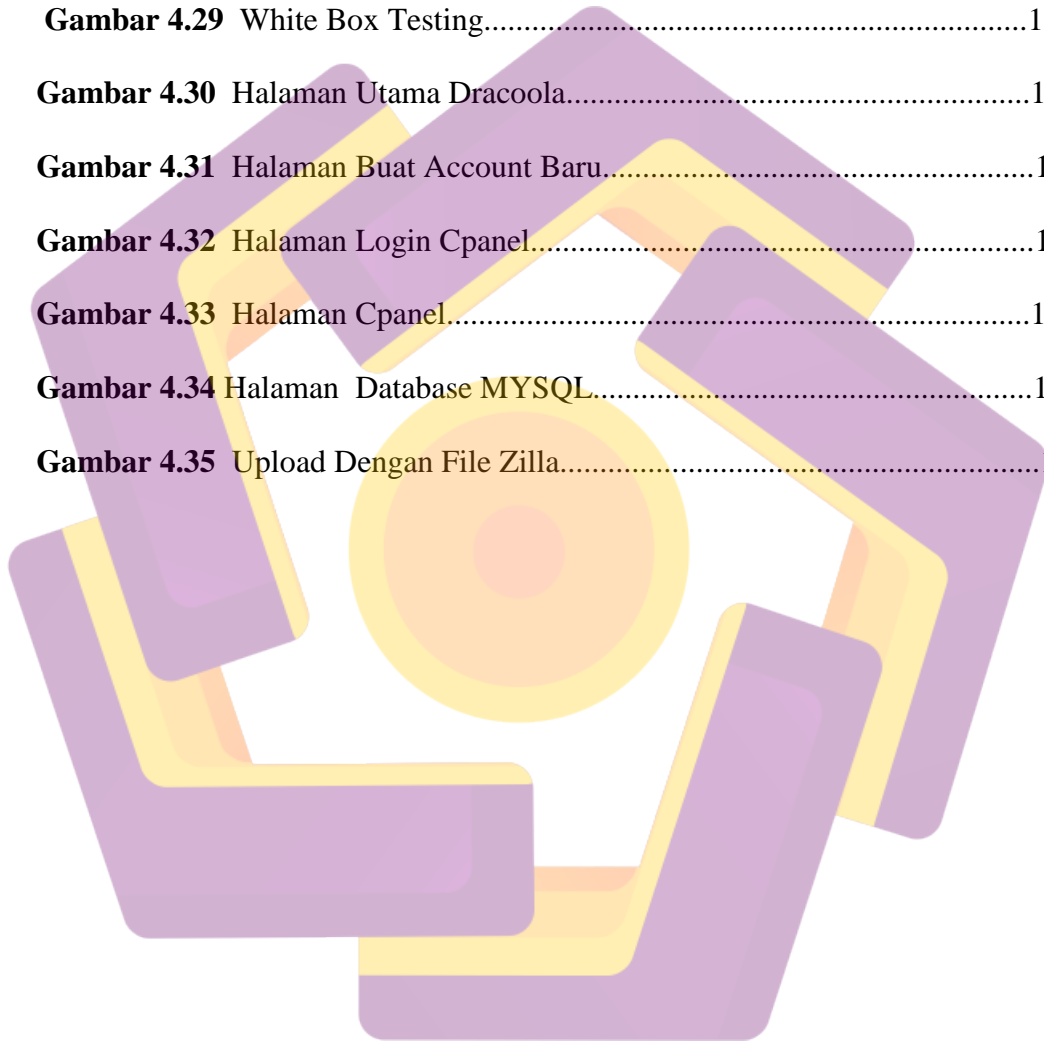 Gambar 4.29 White Box Testing..........................................................................1
Gambar 4.30 Halaman Utama Dracoola...............................................................1
Gambar 4.31 Halaman Buat Account Baru..........................................................1
Gambar 4.32 Halaman Login Cpanel....................................................................1
Gambar 4.33 Halaman Cpanel...............................................................................1
Gambar 4.34 Halaman Database MYSQL...........................................................1
Gambar 4.35 Upload Dengan File Zilla................................................................